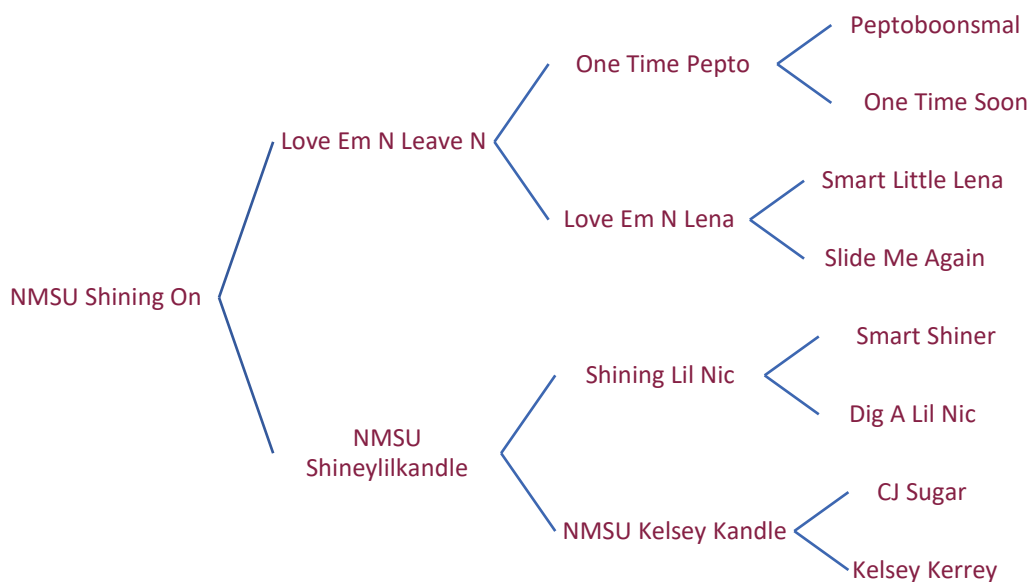 Peptoboonsmal
One Time Pepto
One Time Soon
Love Em N Leave N
Smart Little Lena
Love Em N Lena
Slide Me Again
NMSU Shining On
Smart Shiner
Shining Lil Nic
Dig A Lil Nic
NMSU
Shineylilkandle
CJ Sugar
NMSU Kelsey Kandle
Kelsey Kerrey